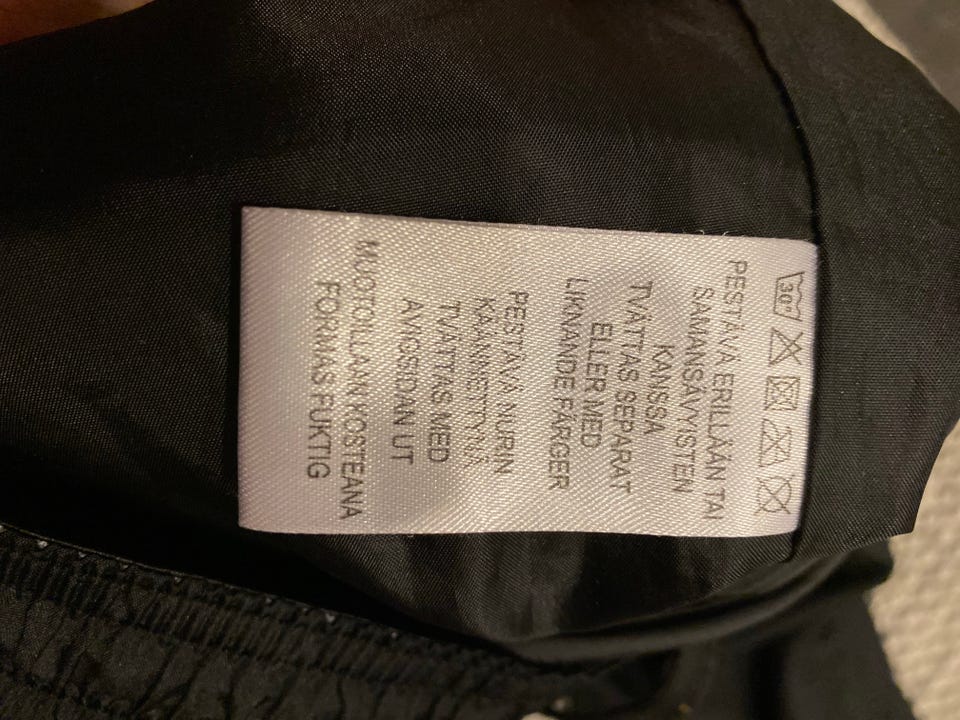 30°
PESTÄVÄ ERILLÄÄN TAI
SAMANSÄVYISTEN
KANSSA
TVÄTTAS SEPARAT
ELLER MED
LIKNANDE FÄRGER
PESTÄVÄ NURIN
KÄÄNNETTYNÄ
TVÄTTAS MED
AVIGSIDAN UT
MUOTOILLAAN KOSTEANA
FORMAS FUKTIG